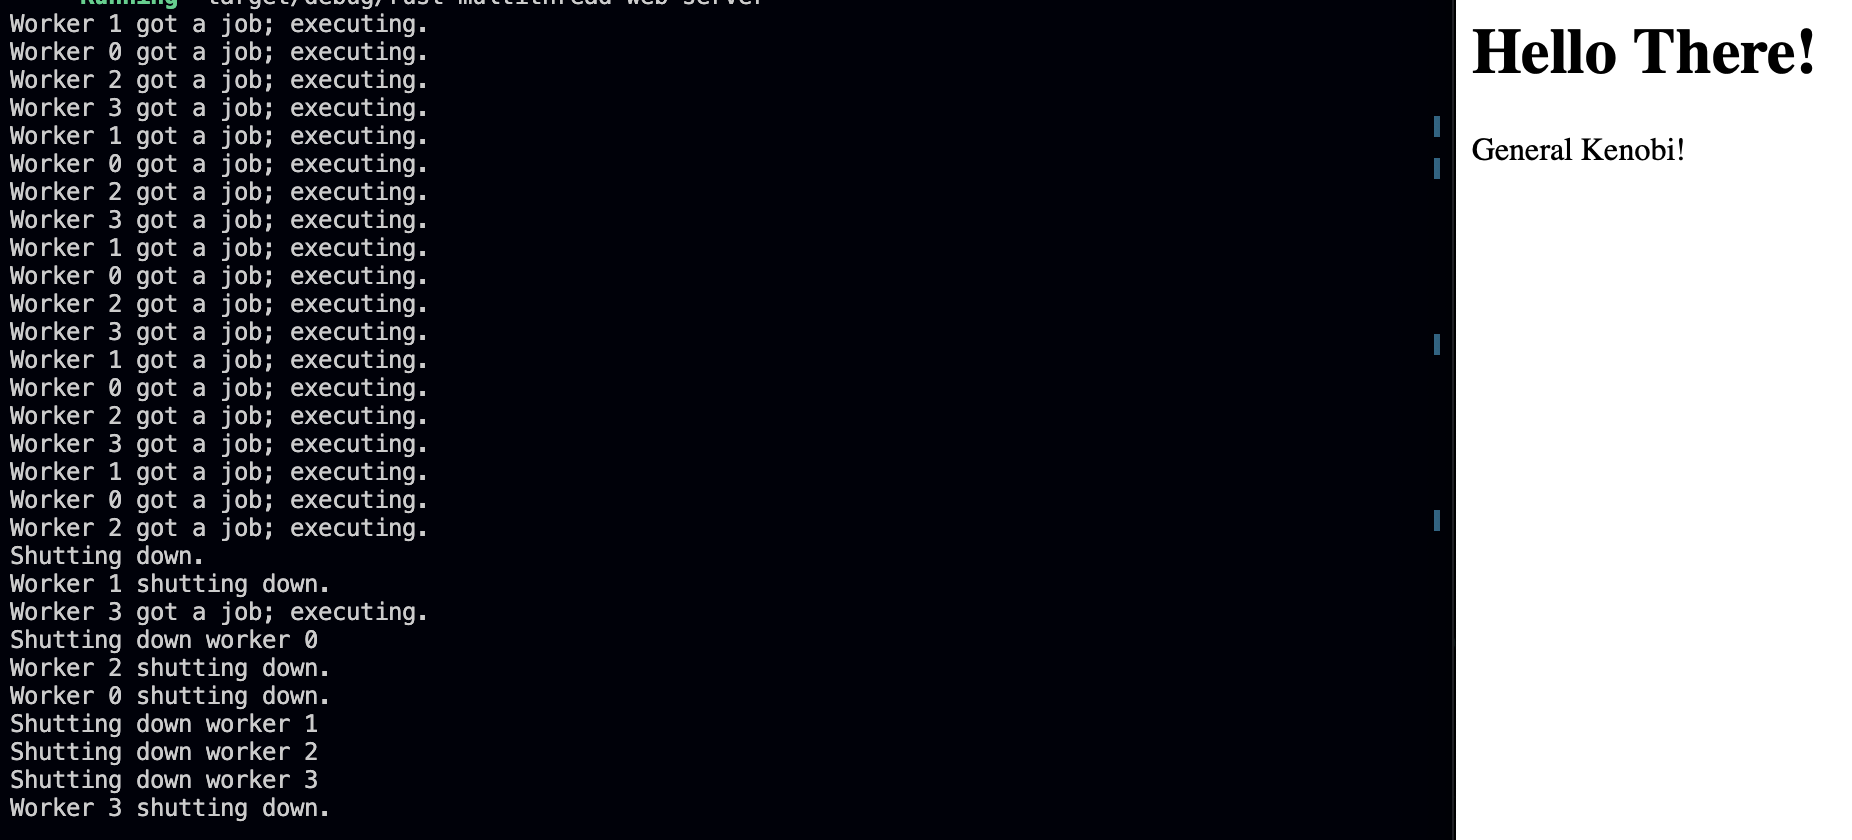 Running `target/debug/rust-multithread-web-server`
Worker 1 got a job; executing.
Worker 0 got a job; executing.
Worker 2 got a job; executing.
Worker 3 got a job; executing.
Worker 1 got a job; executing.
Worker 0 got a job; executing.
Worker 2 got a job; executing.
Worker 3 got a job; executing.
Worker 1 got a job; executing.
Worker 0 got a job; executing.
Worker 2 got a job; executing.
Worker 3 got a job; executing.
Worker 1 got a job; executing.
Worker 0 got a job; executing.
Worker 2 got a job; executing.
Worker 3 got a job; executing.
Worker 1 got a job; executing.
Worker 0 got a job; executing.
Worker 2 got a job; executing.
Shutting down.
Worker 1 shutting down.
Worker 3 got a job; executing.
Shutting down worker 0
Worker 2 shutting down.
Worker 0 shutting down.
Shutting down worker 1
Shutting down worker 2
Shutting down worker 3
Worker 3 shutting down.
Hello There!
General Kenobi!